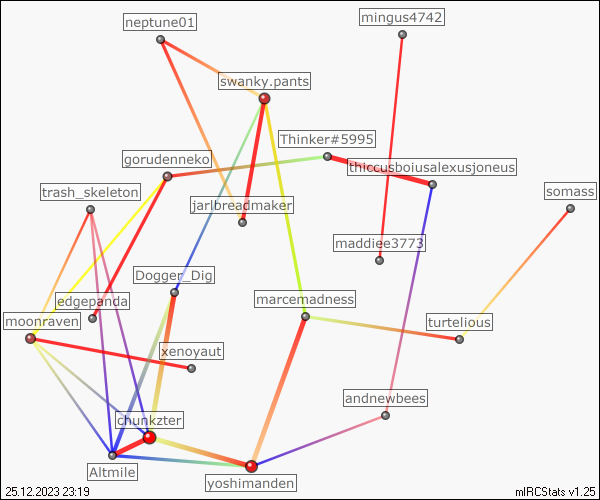 mingus4742
neptune01
swanky.pants
Thinker#5995
gorudenneko
thiccusboiusalexusjoneus
trash_skeleton
somass
jarlbreadmaker
maddiee3773
Dogger_Dig
edgepanda
marcemadness
moonraven
turtelious
xenoyaut
andnewbees
chunkzter
Altmile
yoshimanden
25.12.2023 23:19
mIRCStats v1.25